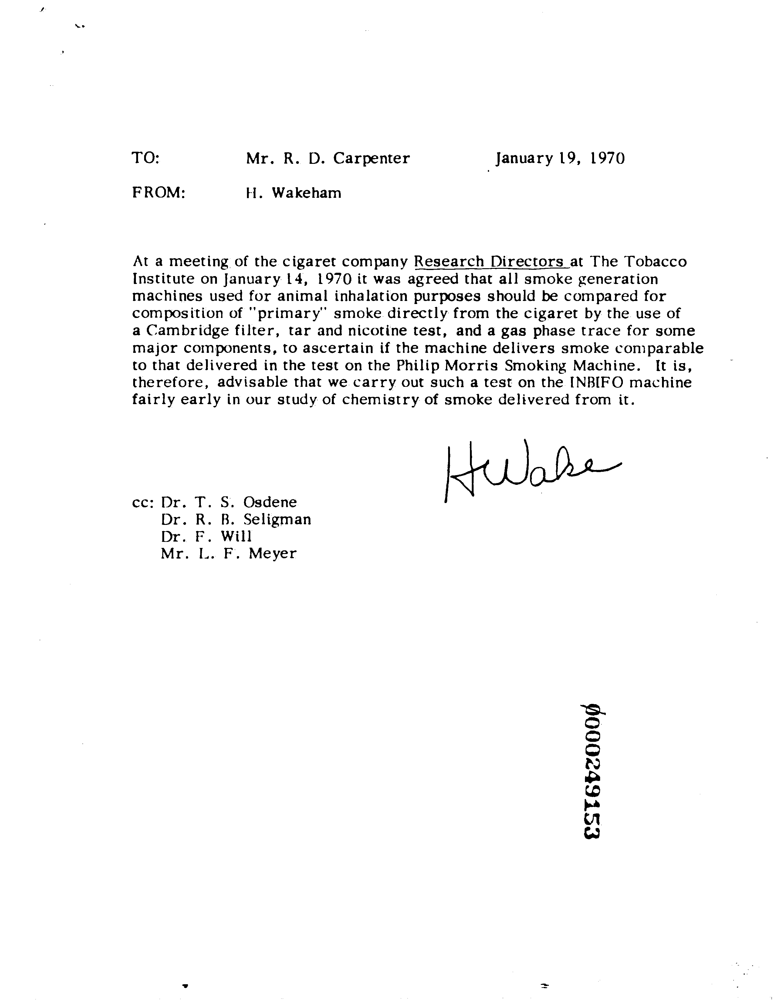 TO: Mr. R. D. Carpenter January 19, 1970
FROM: H. Wakeham
At a meeting of the cigaret company Research Directors at The Tobacco
Institute on January 14, 1970 it was agreed that all smoke generation
machines used for animal inhalation purposes should be compared for
composition of "primary" smoke directly from the cigaret by the use of
a Cambridge filter, tar and nicotine test, and a gas phase trace for some
major components, to ascertain if the machine delivers smoke comparable
to that delivered in the test on the Philip Morris Smoking Machine. It is,
therefore, advisable that we carry out such a test on the INBIFO machine
fairly early in our study of chemistry of smoke delivered from it.
HWake
cc: Dr. T. S. Osdene
Dr. R. B. Seligman
Dr. F. Will
Mr. L. F. Meyer
0000249153